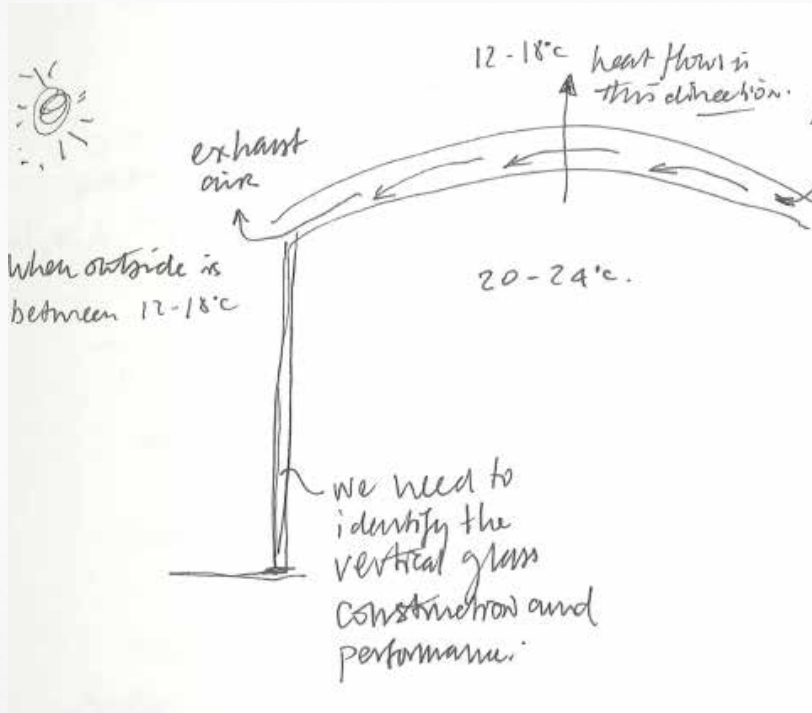 12-18°c
heat flows in
this direction.
exhaust
air
When outside is
between 12-18°c
20-24°c.
we need to
identify the
vertical glass
construction and
performance.